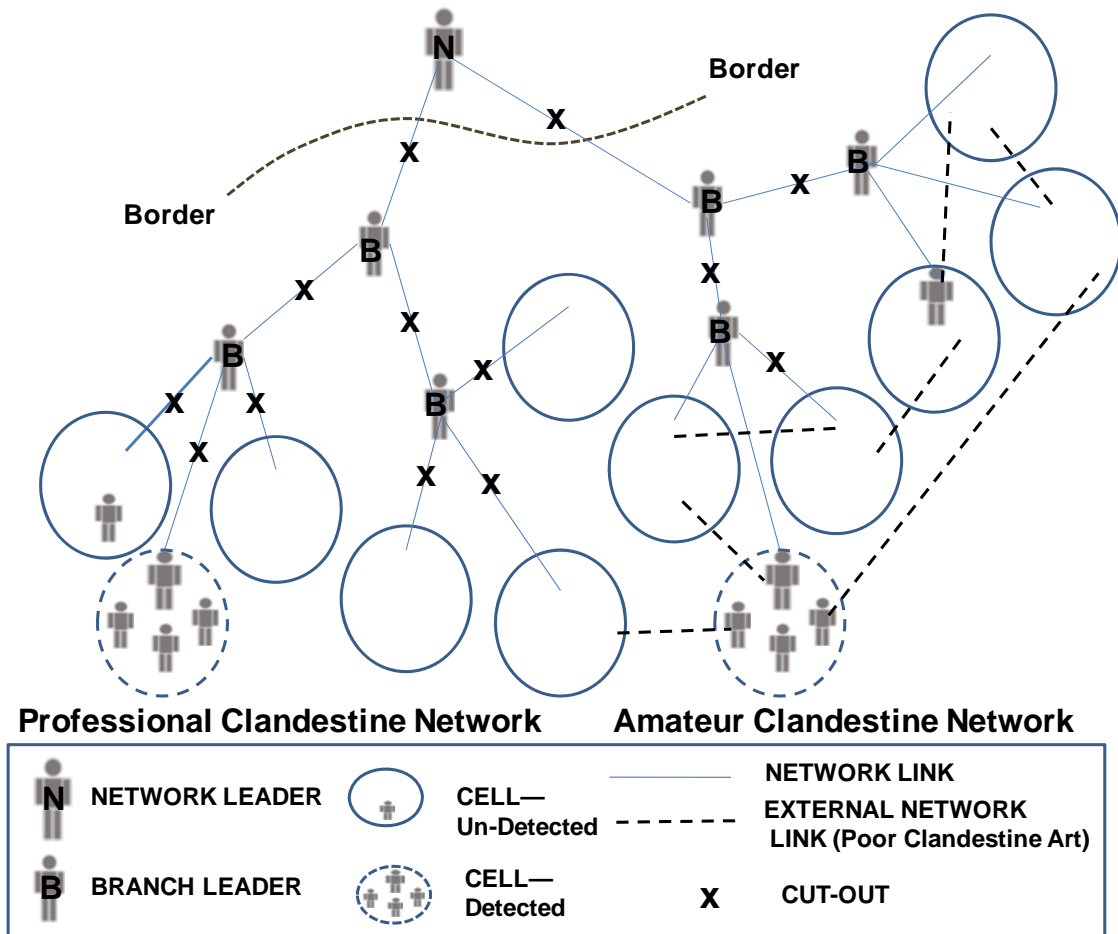 N
Border
X
Border
X
B
X
B
B
X
X
B
X
X
B
X
X
B
X
X
X
X
X
Professional Clandestine Network
Amateur Clandestine Network
N
NETWORK LEADER
CELL—
Un-Detected
NETWORK LINK
EXTERNAL NETWORK
LINK (Poor Clandestine Art)
B
BRANCH LEADER
CELL—
Detected
X
CUT-OUT